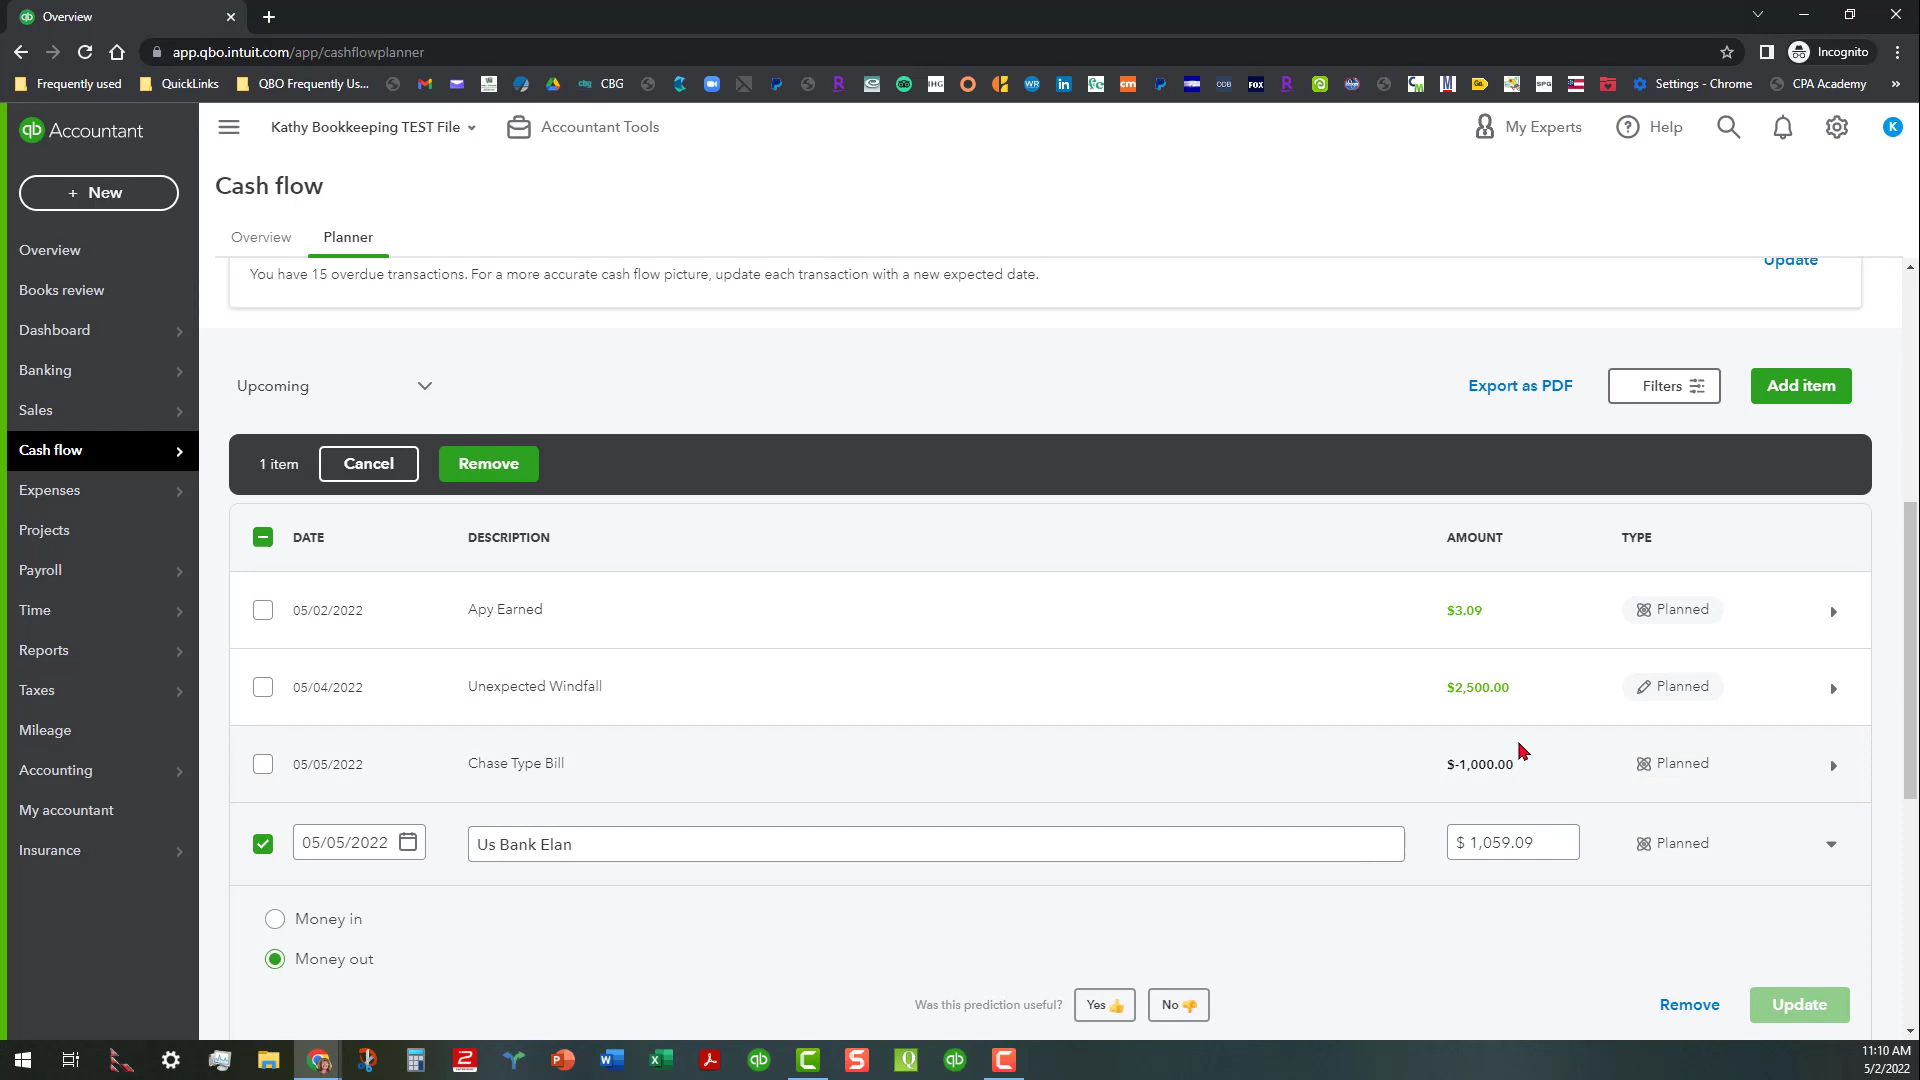 Overview
app.qbo.intuit.com/app/cashflowplanner
Incognito
Frequently used
QuickLinks
QBO Frequently Us...
CBG
Settings - Chrome
CPA Academy
»
qb Accountant
Kathy Bookkeeping TEST File
Accountant Tools
My Experts
Help
K
+ New
Cash flow
Overview
Planner
Overview
Books review
Dashboard
Banking
Sales
Cash flow
Expenses
Projects
Payroll
Time
Reports
Taxes
Mileage
Accounting
My accountant
Insurance
You have 15 overdue transactions. For a more accurate cash flow picture, update each transaction with a new expected date.
Update
Upcoming
Export as PDF
Filters
Add item
1 item
Cancel
Remove
DATE DESCRIPTION AMOUNT TYPE
05/02/2022 Apy Earned $3.09 Planned
05/04/2022 Unexpected Windfall $2,500.00 Planned
05/05/2022 Chase Type Bill $-1,000.00 Planned
05/05/2022 Us Bank Elan $ 1,059.09 Planned
Money in
Money out
Was this prediction useful?
Yes
No
Remove
Update
11:10 AM
5/2/2022